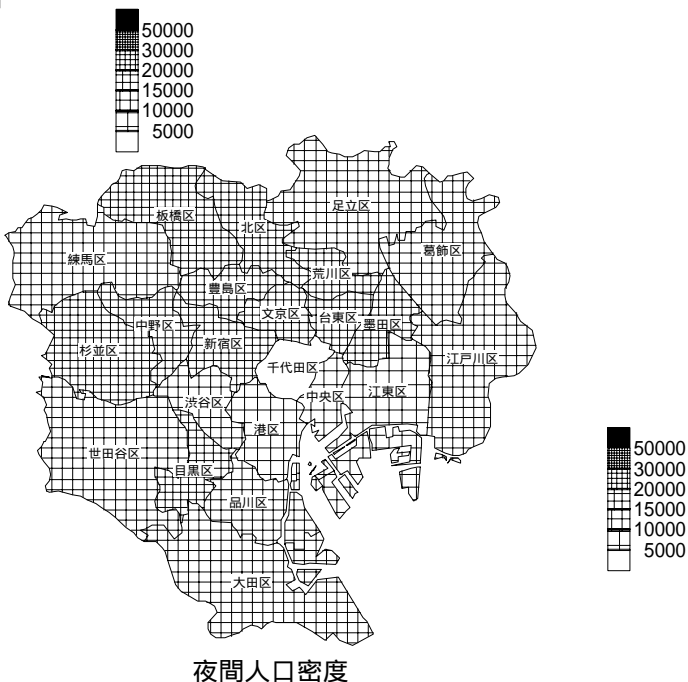 50000
30000
20000
15000
10000
5000
足立区
板橋区
北区
葛飾区
練馬区
荒川区
豊島区
文京区
台東区
中野区
墨田区
新宿区
杉並区
江戸川区
千代田区
江東区
中央区
渋谷区
港区
世田谷区
目黒区
品川区
大田区
50000
30000
20000
15000
10000
5000
夜間人口密度